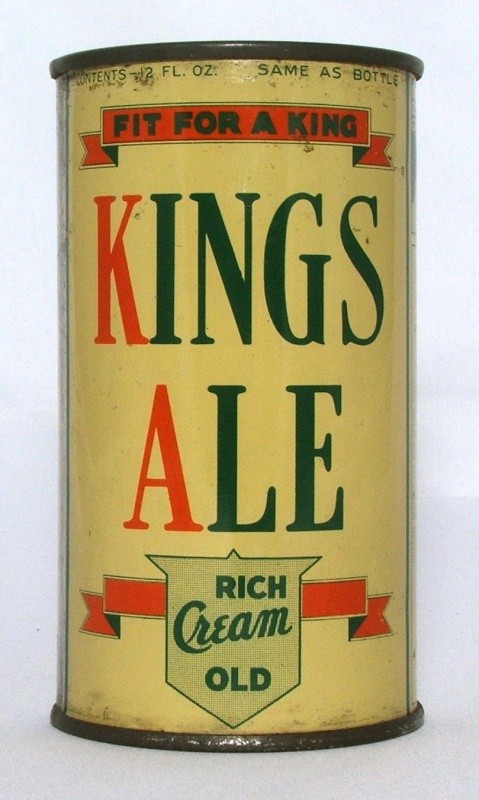 CONTENTS-12 FL. OZ. SAME AS BOTTLE
FIT FOR A KING
KINGS
ALE
RICH
Cream
OLD